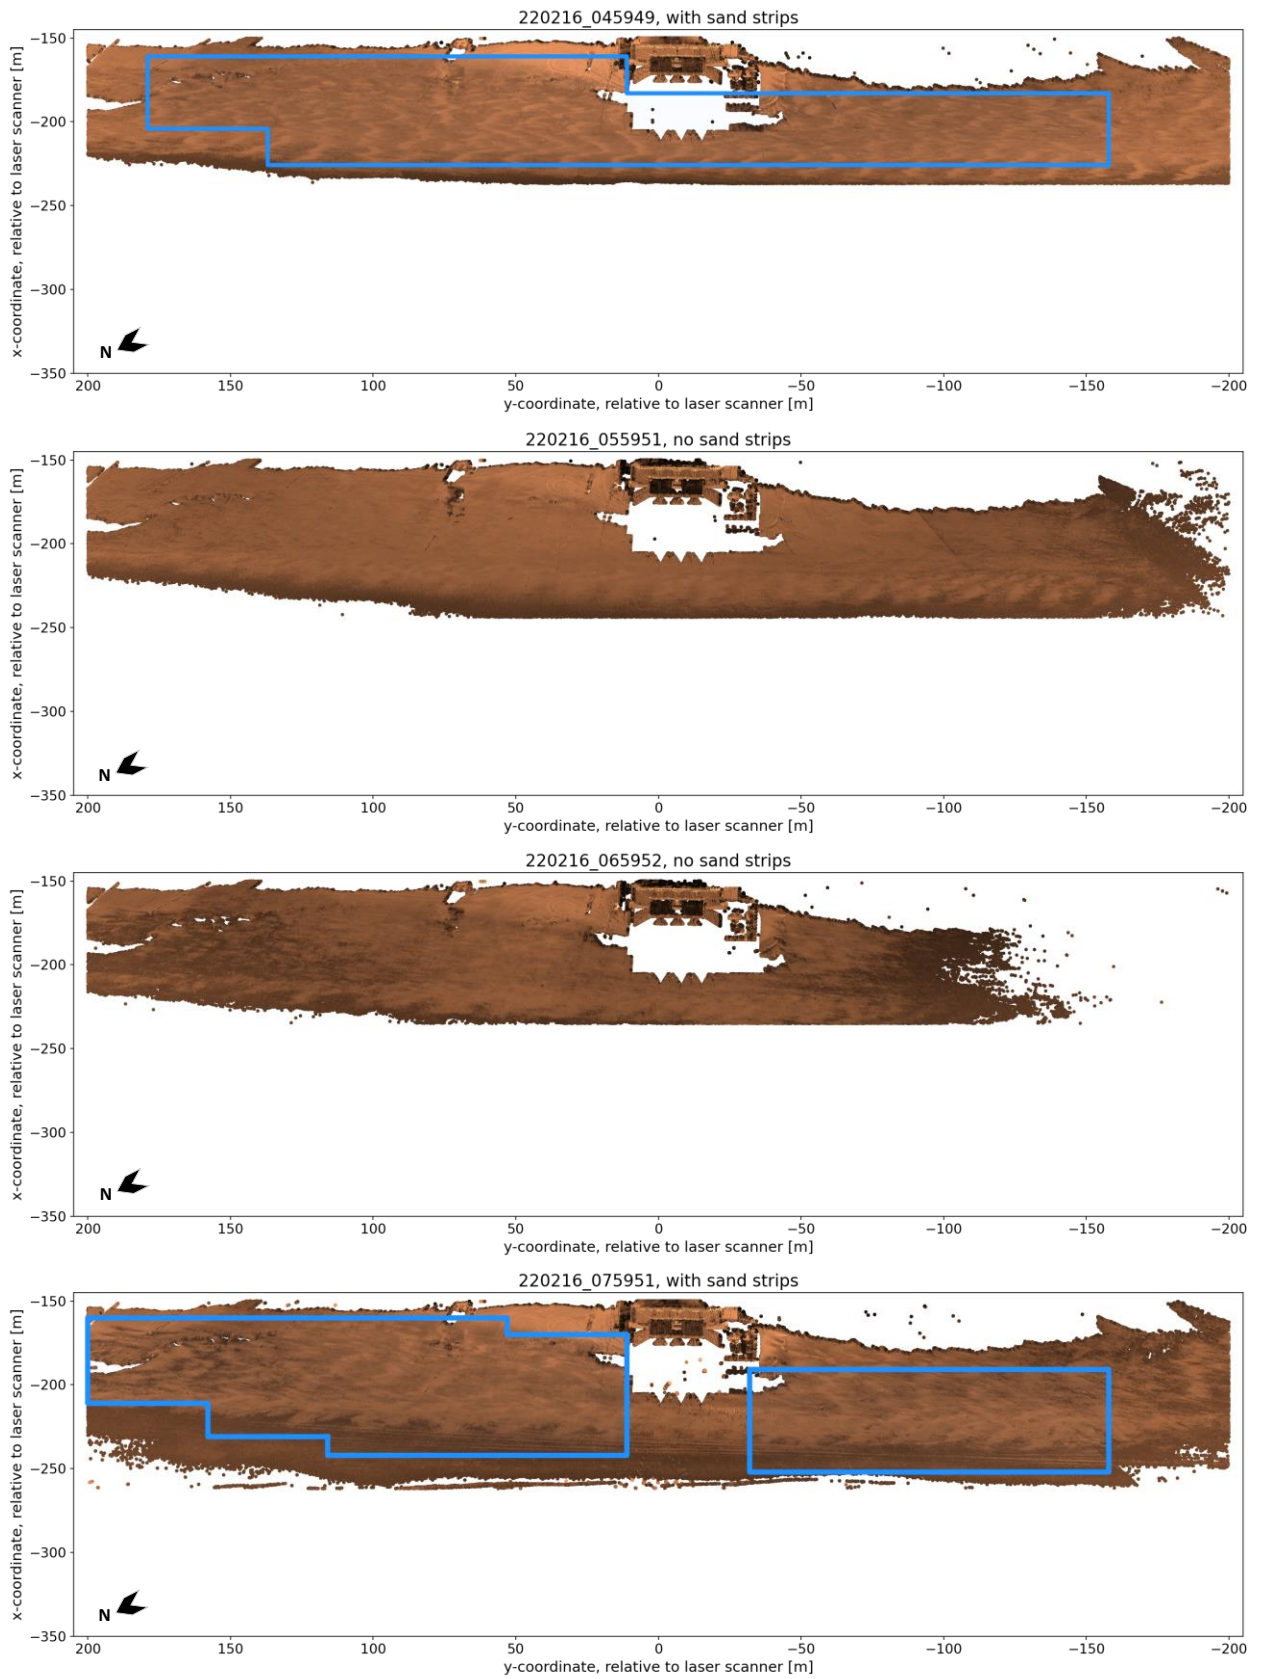 220216_045949, with sand strips
x-coordinate, relative to laser scanner [m]
−150
−200
−250
−300
−350
N
200 150 100 50 0 −50 −100 −150 −200
y-coordinate, relative to laser scanner [m]
220216_055951, no sand strips
x-coordinate, relative to laser scanner [m]
−150
−200
−250
−300
−350
N
200 150 100 50 0 −50 −100 −150 −200
y-coordinate, relative to laser scanner [m]
220216_065952, no sand strips
x-coordinate, relative to laser scanner [m]
−150
−200
−250
−300
−350
N
200 150 100 50 0 −50 −100 −150 −200
y-coordinate, relative to laser scanner [m]
220216_075951, with sand strips
x-coordinate, relative to laser scanner [m]
−150
−200
−250
−300
−350
N
200 150 100 50 0 −50 −100 −150 −200
y-coordinate, relative to laser scanner [m]